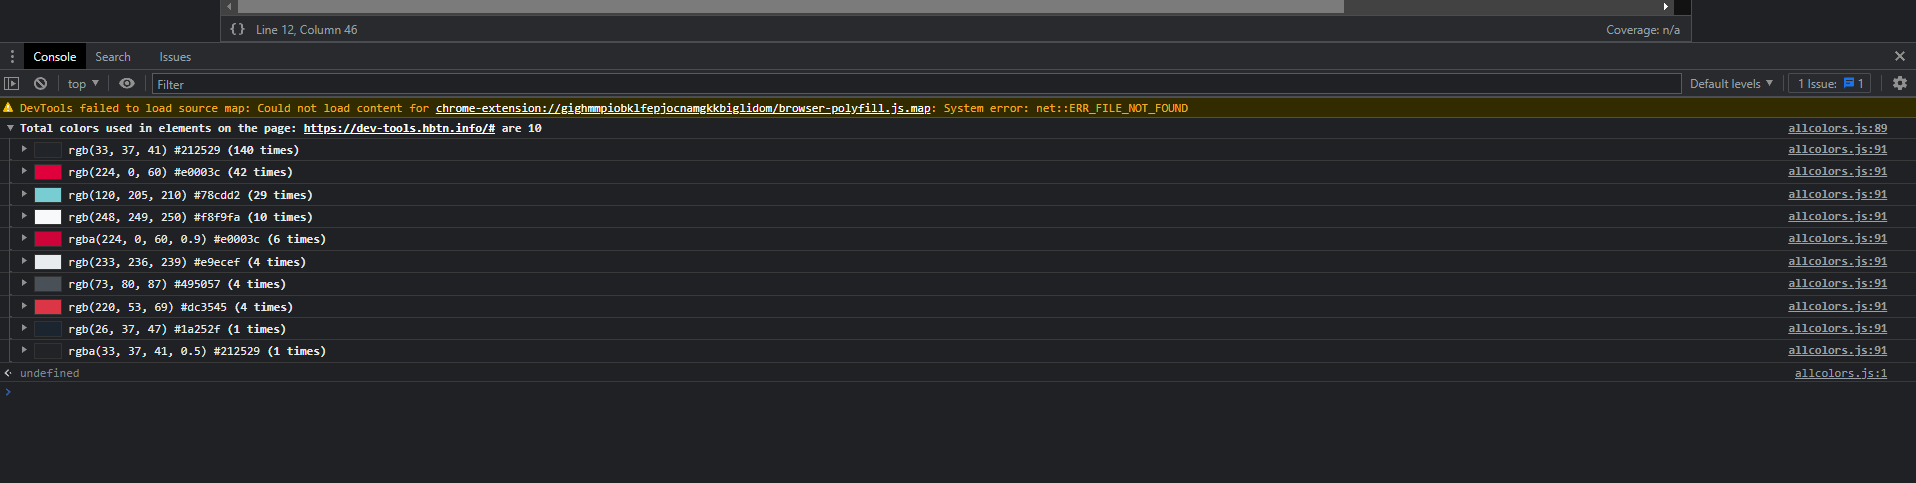 {} Line 12, Column 46 Coverage: n/a
Console Search Issues
top Filter Default levels 1 Issue: 1
DevTools failed to load source map: Could not load content for chrome-extension://gighmmpiobklfepjocnamgkkbiglidom/browser-polyfill.js.map: System error: net::ERR_FILE_NOT_FOUND
Total colors used in elements on the page: https://dev-tools.hbtn.info/# are 10 allcolors.js:89
rgb(33, 37, 41) #212529 (140 times) allcolors.js:91
rgb(224, 0, 60) #e0003c (42 times) allcolors.js:91
rgb(120, 205, 210) #78cdd2 (29 times) allcolors.js:91
rgb(248, 249, 250) #f8f9fa (10 times) allcolors.js:91
rgba(224, 0, 60, 0.9) #e0003c (6 times) allcolors.js:91
rgb(233, 236, 239) #e9ecef (4 times) allcolors.js:91
rgb(73, 80, 87) #495057 (4 times) allcolors.js:91
rgb(220, 53, 69) #dc3545 (4 times) allcolors.js:91
rgb(26, 37, 47) #1a252f (1 times) allcolors.js:91
rgba(33, 37, 41, 0.5) #212529 (1 times) allcolors.js:91
undefined allcolors.js:1